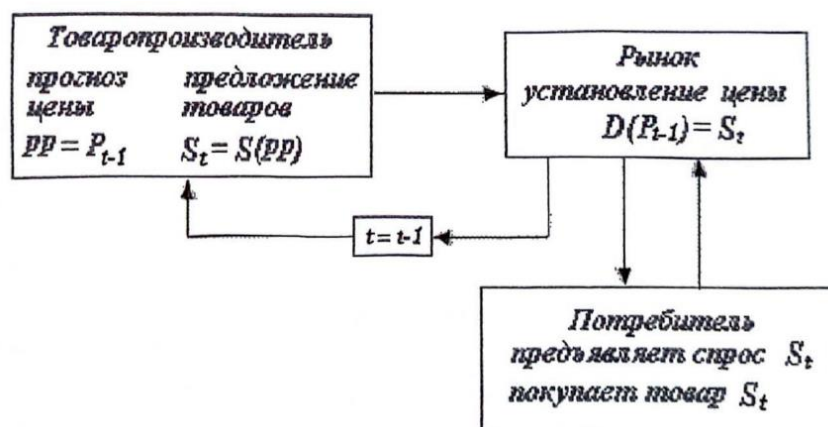 Товаропроизводитель
прогноз предложение
цены товаров
pp = P_{t-1} S_t = S(pp)
Рынок
установление цены
D(P_{t-1}) = S_t
t = t-1
Потребитель
предъявляет спрос S_t
покупает товар S_t